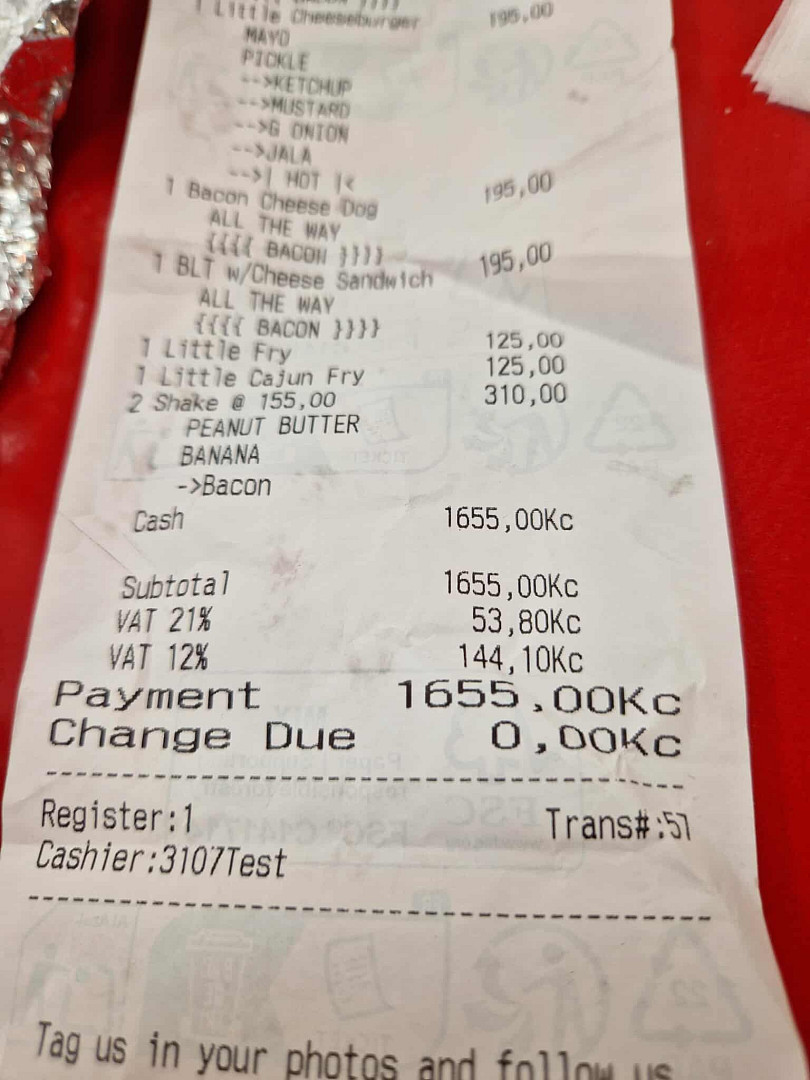 1 Little Cheeseburger 195,00
MAYO
PICKLE
-->KETCHUP
-->MUSTARD
-->G ONION
-->JALA
-->| HOT |<
1 Bacon Cheese Dog 195,00
ALL THE WAY
{{{{ BACON }}}}
1 BLT w/Cheese Sandwich 195,00
ALL THE WAY
{{{{ BACON }}}}
1 Little Fry 125,00
1 Little Cajun Fry 125,00
2 Shake @ 155,00 310,00
PEANUT BUTTER
BANANA
->Bacon
Cash 1655,00Kc
Subtotal 1655,00Kc
VAT 21% 53,80Kc
VAT 12% 144,10Kc
Payment 1655,00Kc
Change Due 0,00Kc
Register:1 Trans#:57
Cashier:3107Test
Tag us in your photos and follow us